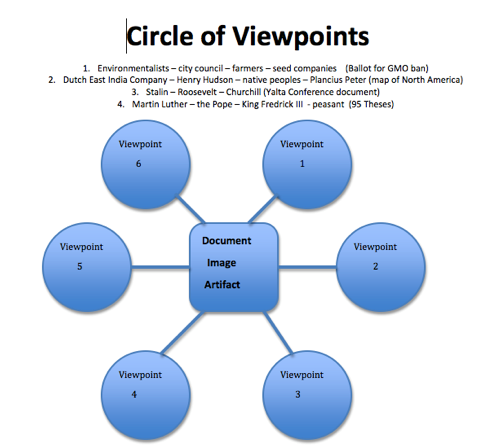 Circle of Viewpoints
1. Environmentalists – city council – farmers – seed companies (Ballot for GMO ban)
2. Dutch East India Company – Henry Hudson – native peoples – Plancius Peter (map of North America)
3. Stalin – Roosevelt – Churchill (Yalta Conference document)
4. Martin Luther – the Pope – King Fredrick III - peasant (95 Theses)
Viewpoint
6
Viewpoint
1
Document
Image
Artifact
Viewpoint
5
Viewpoint
2
Viewpoint
4
Viewpoint
3